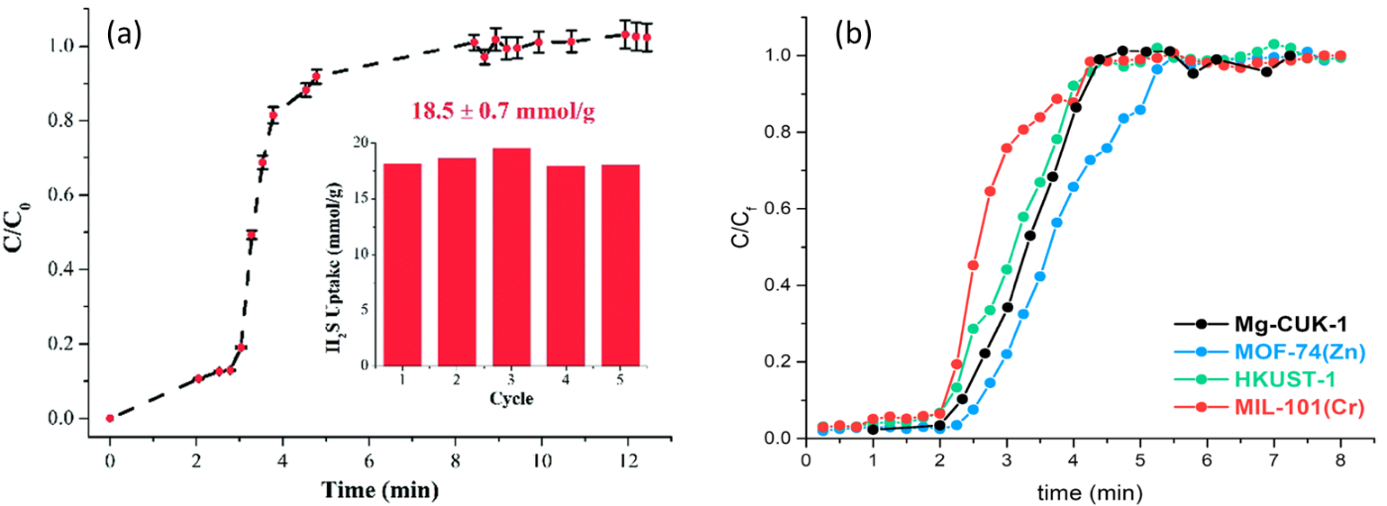 (a)
1.0
0.8
0.6
0.4
0.2
0.0
C/C0
0 2 4 6 8 10 12
Time (min)
18.5 ± 0.7 mmol/g
20
15
10
5
0
H2S Uptake (mmol/g)
1 2 3 4 5
Cycle
(b)
1.0
0.8
0.6
0.4
0.2
0.0
C/Cf
0 1 2 3 4 5 6 7 8
time (min)
Mg-CUK-1
MOF-74(Zn)
HKUST-1
MIL-101(Cr)